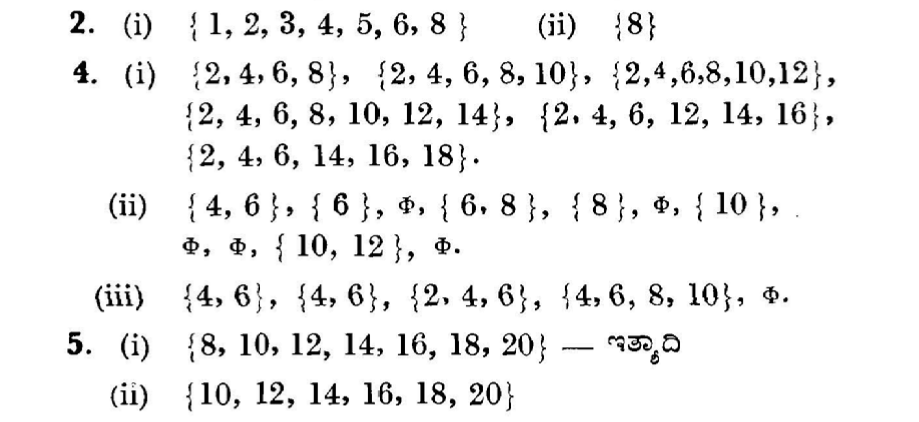 2. (i) { 1, 2, 3, 4, 5, 6, 8 } (ii) {8}
4. (i) {2, 4, 6, 8}, {2, 4, 6, 8, 10}, {2,4,6,8,10,12},
{2, 4, 6, 8, 10, 12, 14}, {2. 4, 6, 12, 14, 16},
{2, 4, 6, 14, 16, 18}.
(ii) { 4, 6 }, { 6 }, Φ, { 6. 8 }, { 8 }, Φ, { 10 },
Φ, Φ, { 10, 12 }, Φ.
(iii) {4, 6}, {4, 6}, {2, 4, 6}, {4, 6, 8, 10}, Φ.
5. (i) {8, 10, 12, 14, 16, 18, 20} — ಇತ್ಯಾದಿ
(ii) {10, 12, 14, 16, 18, 20}